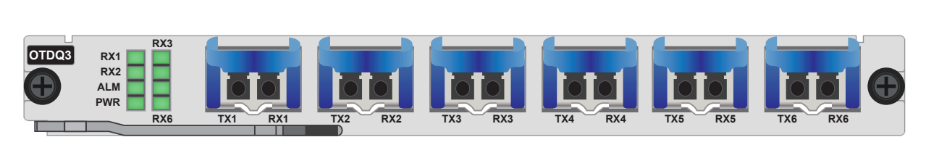 OTDQ3
RX3
RX1
RX2
ALM
PWR
RX6
TX1 RX1 TX2 RX2 TX3 RX3 TX4 RX4 TX5 RX5 TX6 RX6